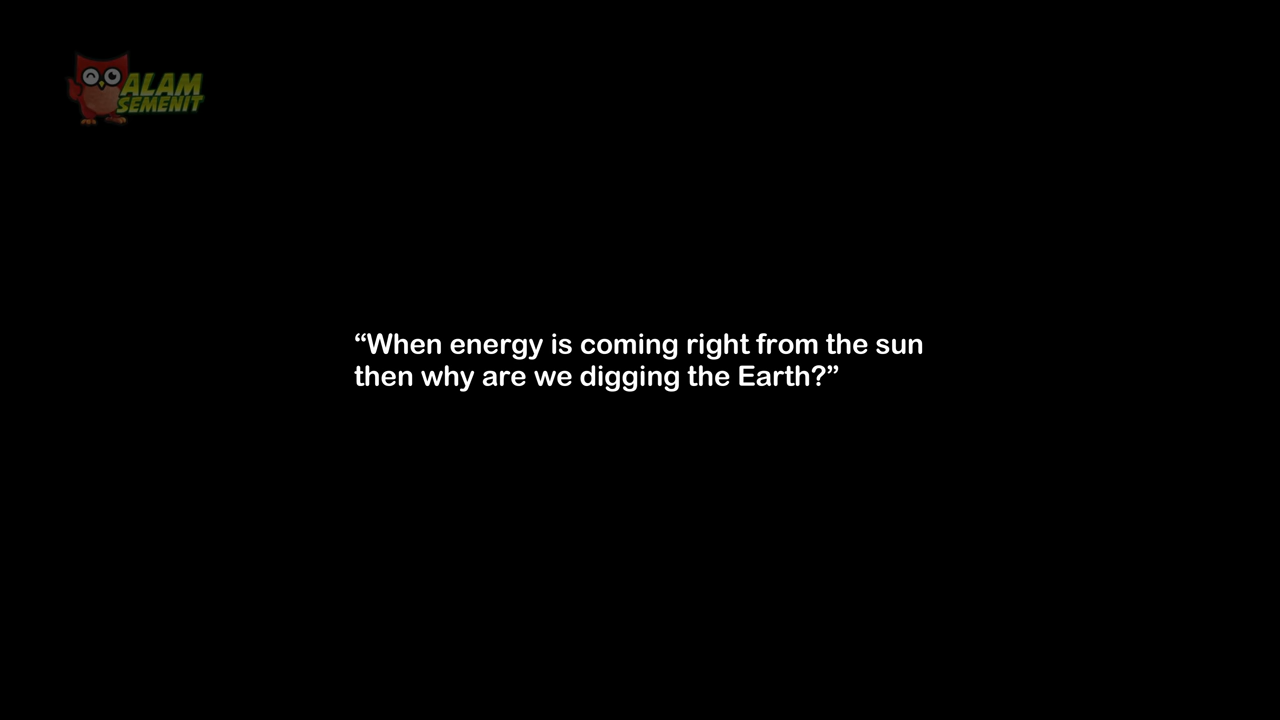 ALAM
SEMENIT
“When energy is coming right from the sun
then why are we digging the Earth?”